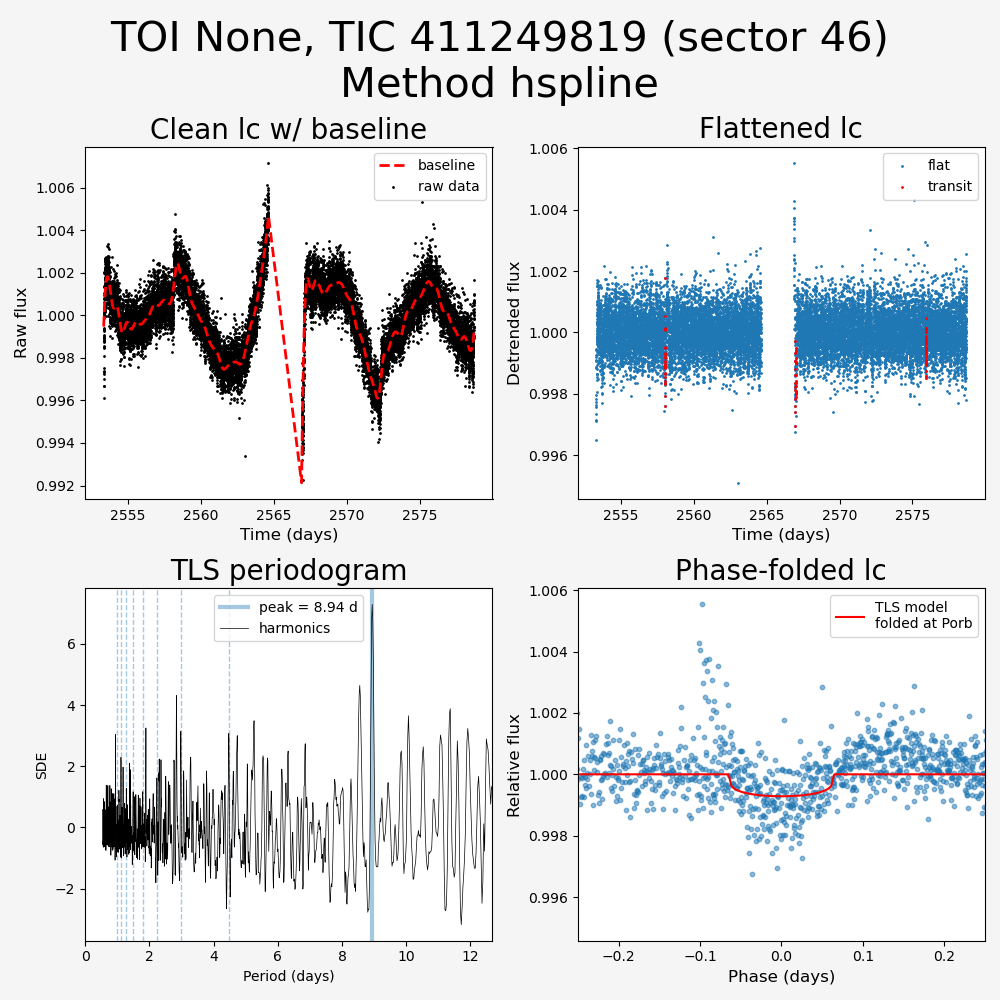 TOI None, TIC 411249819 (sector 46)
Method hspline
Clean lc w/ baseline
baseline
raw data
Raw flux
1.006
1.004
1.002
1.000
0.998
0.996
0.994
0.992
2555
2560
2565
2570
2575
Time (days)
Flattened lc
flat
transit
Detrended flux
1.006
1.004
1.002
1.000
0.998
0.996
2555
2560
2565
2570
2575
Time (days)
TLS periodogram
peak = 8.94 d
harmonics
SDE
6
4
2
0
−2
0
2
4
6
8
10
12
Period (days)
Phase-folded lc
TLS model
folded at Porb
Relative flux
1.006
1.004
1.002
1.000
0.998
0.996
−0.2
−0.1
0.0
0.1
0.2
Phase (days)